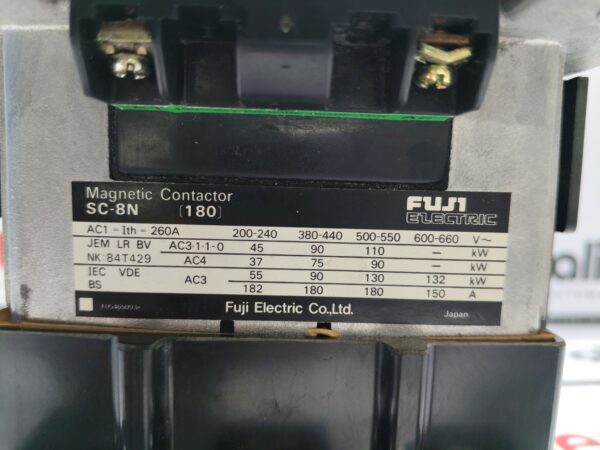 Magnetic Contactor
SC-8N [180]
FUJI
ELECTRIC
AC1 - Ith = 260A 200-240 380-440 500-550 600-660 V~
JEM LR BV AC3·1·1-0 45 90 110 - kW
NK:84T429 AC4 37 75 90 - kW
IEC VDE AC3 55 90 130 132 kW
BS 182 180 180 150 A
Fuji Electric Co.,Ltd.
Japan